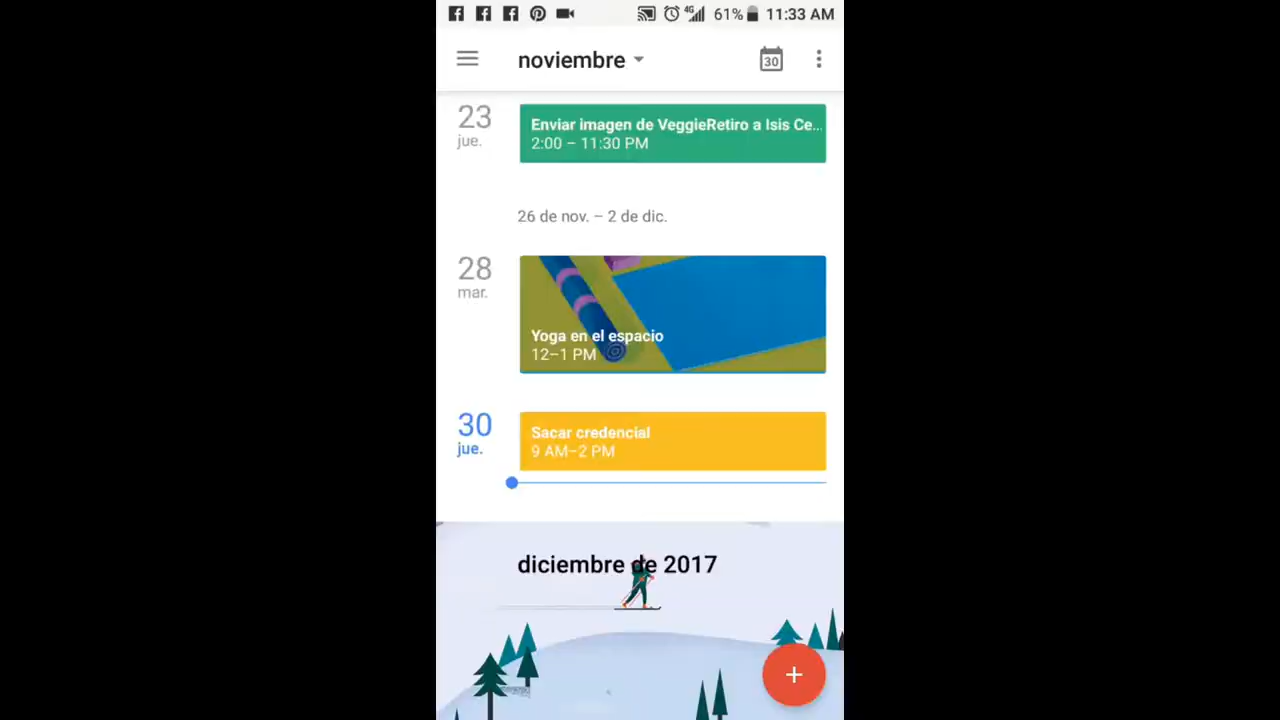 4G 61% 11:33 AM
noviembre 30
23 Enviar imagen de VeggieRetiro a Isis Ce...
jue. 2:00 – 11:30 PM
26 de nov. – 2 de dic.
28
mar.
Yoga en el espacio
12–1 PM
30 Sacar credencial
jue. 9 AM–2 PM
diciembre de 2017